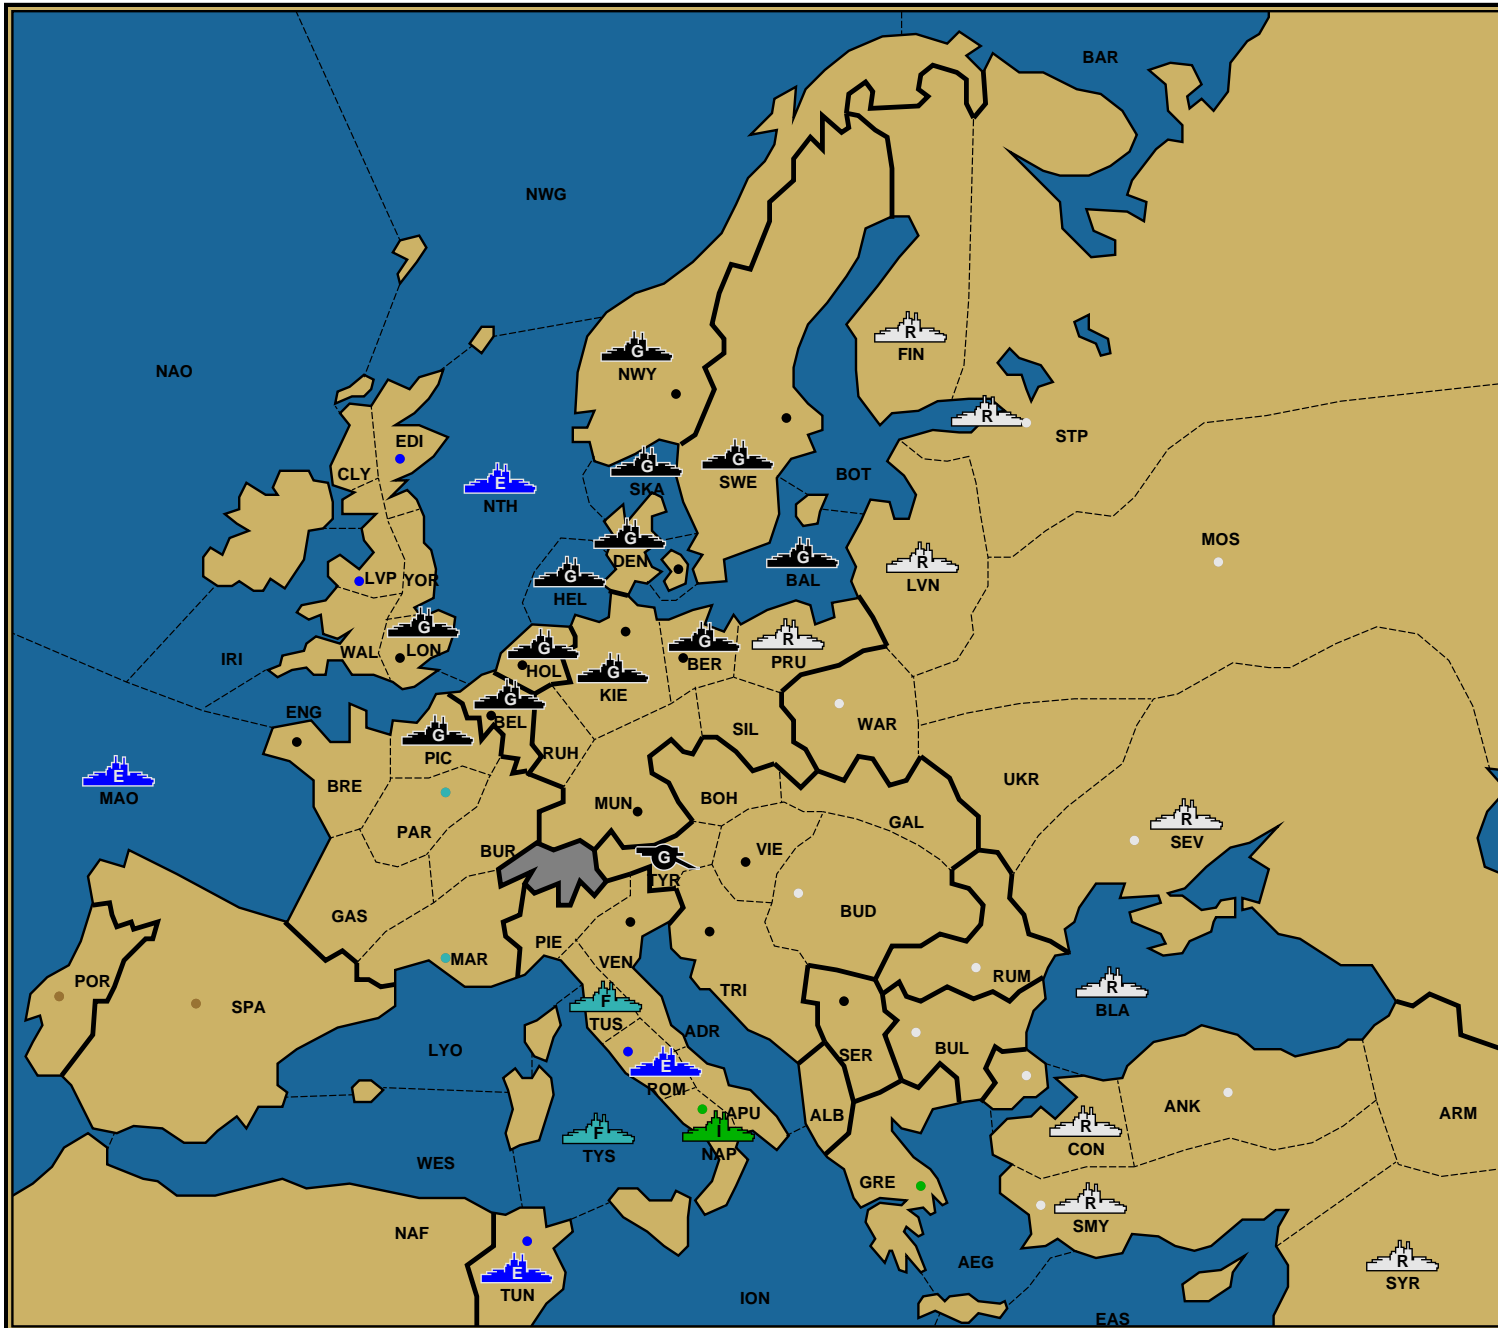 BAR
NWG
G
NWY
R
FIN
NAO
R
STP
EDI
CLY
G
SKA
G
SWE
BOT
E
NTH
G
DEN
G
BAL
R
LVN
MOS
G
HEL
LVP
YOR
G
LON
WAL
IRI
G
HOL
G
KIE
G
BER
R
PRU
ENG
G
BEL
WAR
G
PIC
RUH
SIL
UKR
E
MAO
BRE
MUN
BOH
GAL
R
SEV
PAR
BUR
G
TYR
VIE
BUD
GAS
PIE
VEN
MAR
POR
SPA
TRI
RUM
R
BLA
F
TUS
ADR
LYO
SER
BUL
E
ROM
APU
ALB
ANK
ARM
F
TYS
I
NAP
R
CON
WES
GRE
R
SMY
NAF
E
TUN
AEG
R
SYR
ION
EAS